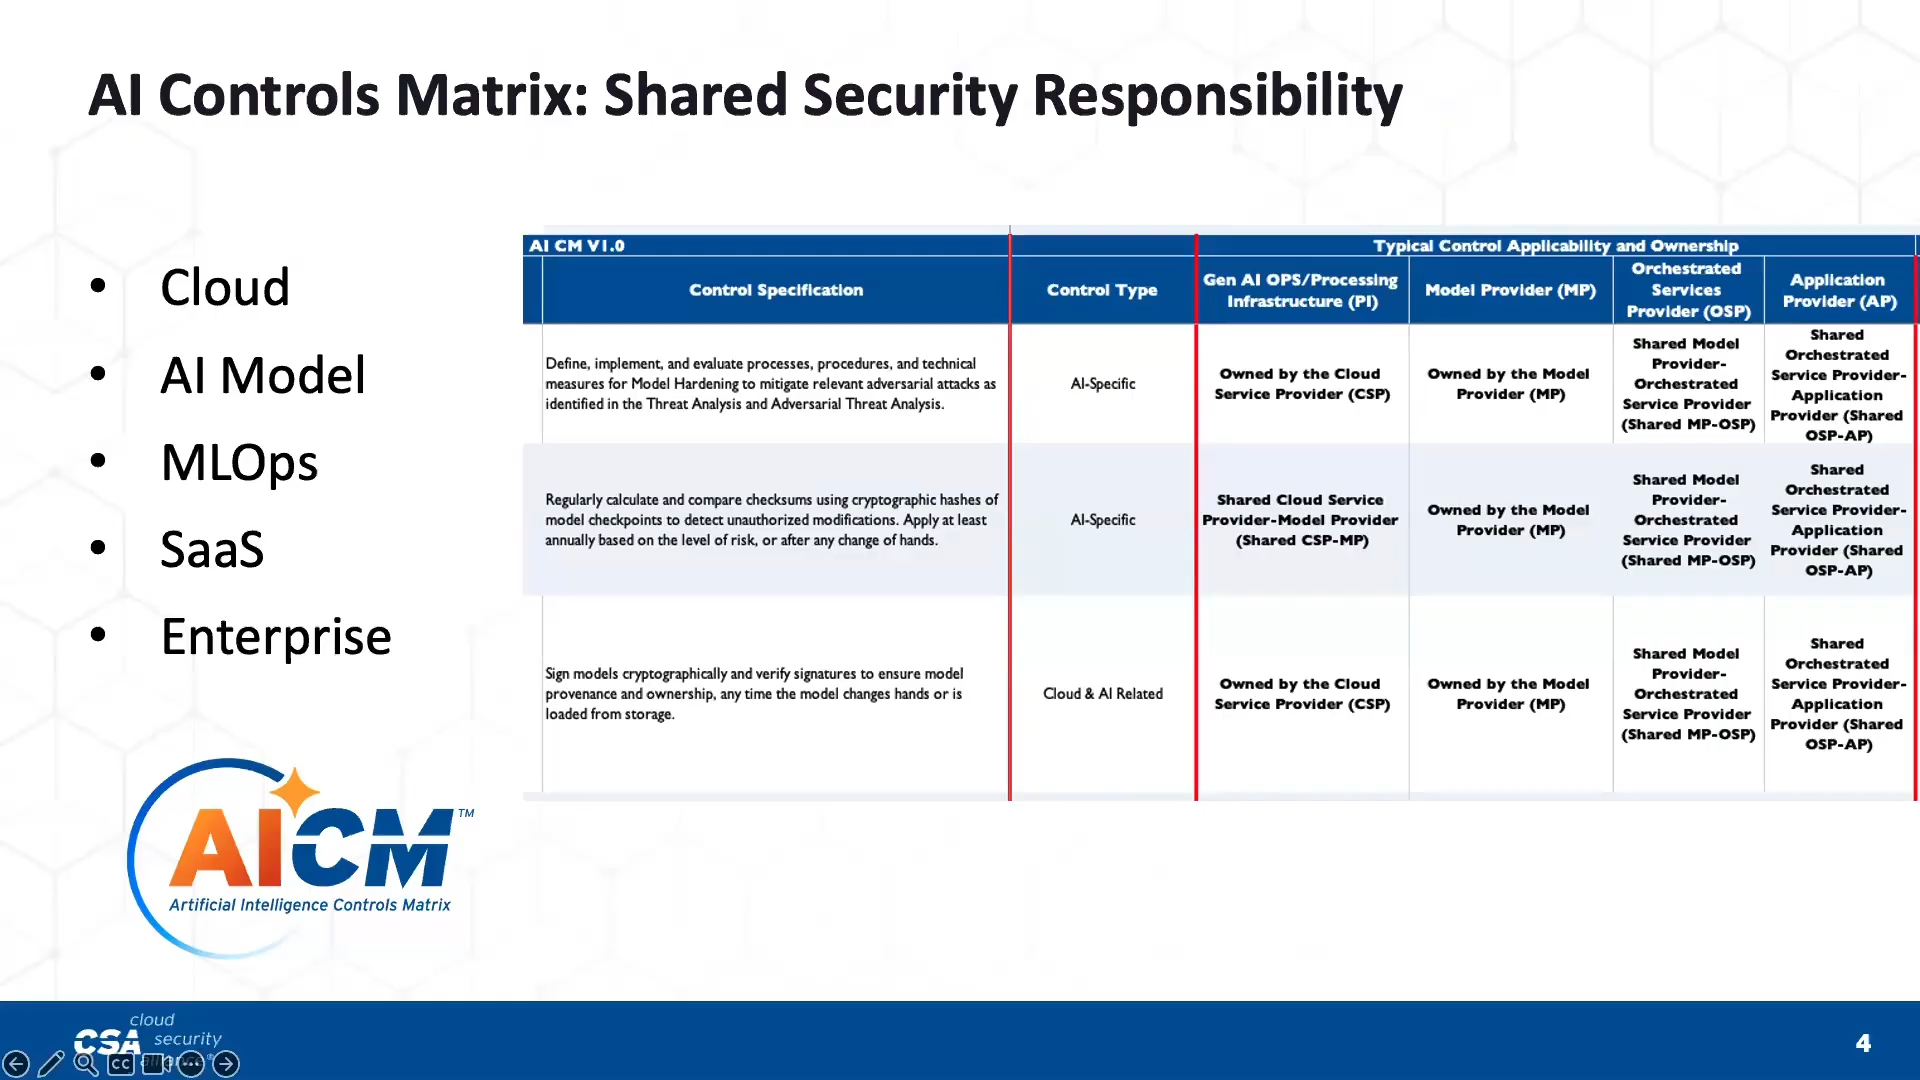 AI Controls Matrix: Shared Security Responsibility
• Cloud
• AI Model
• MLOps
• SaaS
• Enterprise
AI CM V1.0
Typical Control Applicability and Ownership
Control Specification
Control Type
Gen AI OPS/Processing
Infrastructure (PI)
Model Provider (MP)
Orchestrated
Services
Provider (OSP)
Application
Provider (AP)
Define, implement, and evaluate processes, procedures, and technical
measures for Model Hardening to mitigate relevant adversarial attacks as
identified in the Threat Analysis and Adversarial Threat Analysis.
AI-Specific
Owned by the Cloud
Service Provider (CSP)
Owned by the Model
Provider (MP)
Shared Model
Provider-
Orchestrated
Service Provider
(Shared MP-OSP)
Shared
Orchestrated
Service Provider-
Application
Provider (Shared
OSP-AP)
Regularly calculate and compare checksums using cryptographic hashes of
model checkpoints to detect unauthorized modifications. Apply at least
annually based on the level of risk, or after any change of hands.
AI-Specific
Shared Cloud Service
Provider-Model Provider
(Shared CSP-MP)
Owned by the Model
Provider (MP)
Shared Model
Provider-
Orchestrated
Service Provider
(Shared MP-OSP)
Shared
Orchestrated
Service Provider-
Application
Provider (Shared
OSP-AP)
Sign models cryptographically and verify signatures to ensure model
provenance and ownership, any time the model changes hands or is
loaded from storage.
Cloud & AI Related
Owned by the Cloud
Service Provider (CSP)
Owned by the Model
Provider (MP)
Shared Model
Provider-
Orchestrated
Service Provider
(Shared MP-OSP)
Shared
Orchestrated
Service Provider-
Application
Provider (Shared
OSP-AP)
AICM™
Artificial Intelligence Controls Matrix
CSA
cloud
security
CC
4